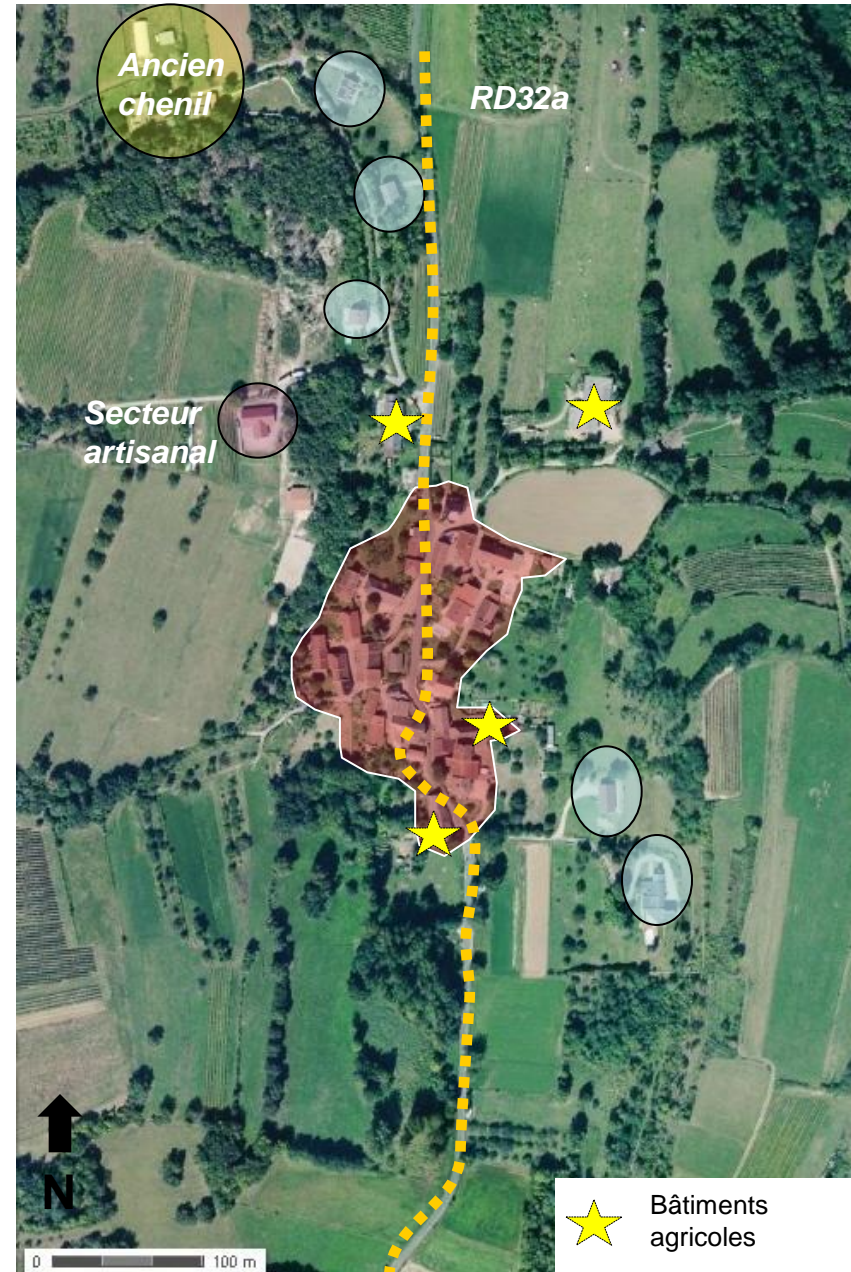 Ancien
chenil
RD32a
Secteur
artisanal
N
0 100 m
Bâtiments
agricoles